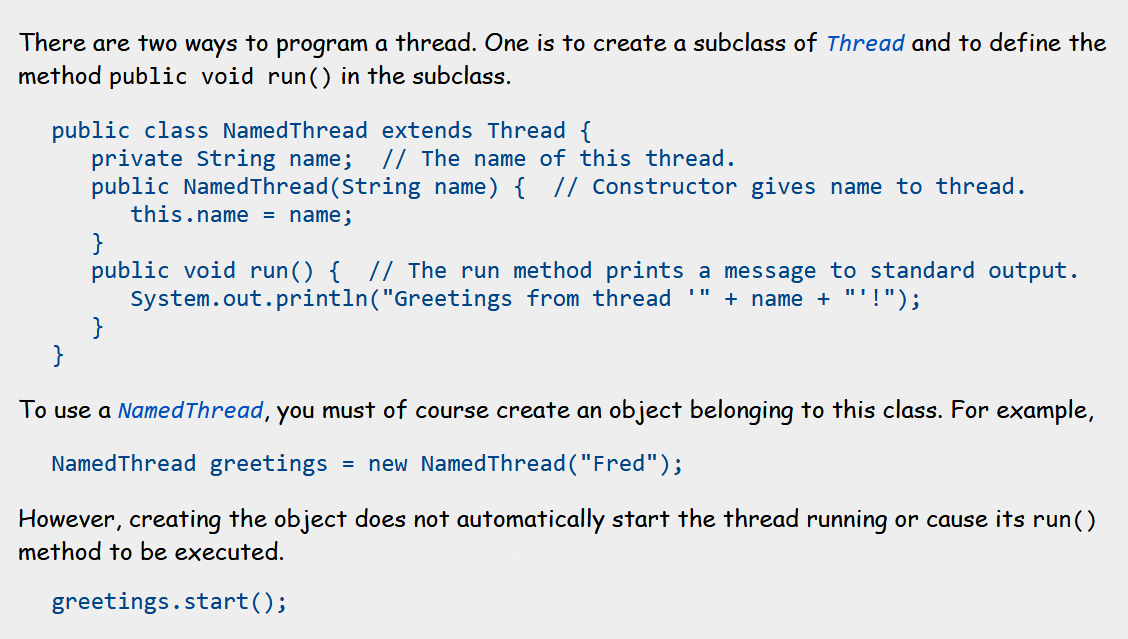 There are two ways to program a thread. One is to create a subclass of Thread and to define the
method public void run() in the subclass.
public class NamedThread extends Thread {
   private String name;  // The name of this thread.
   public NamedThread(String name) {  // Constructor gives name to thread.
      this.name = name;
   }
   public void run() {  // The run method prints a message to standard output.
      System.out.println("Greetings from thread '" + name + "'!");
   }
}
To use a NamedThread, you must of course create an object belonging to this class. For example,
NamedThread greetings = new NamedThread("Fred");
However, creating the object does not automatically start the thread running or cause its run()
method to be executed.
greetings.start();